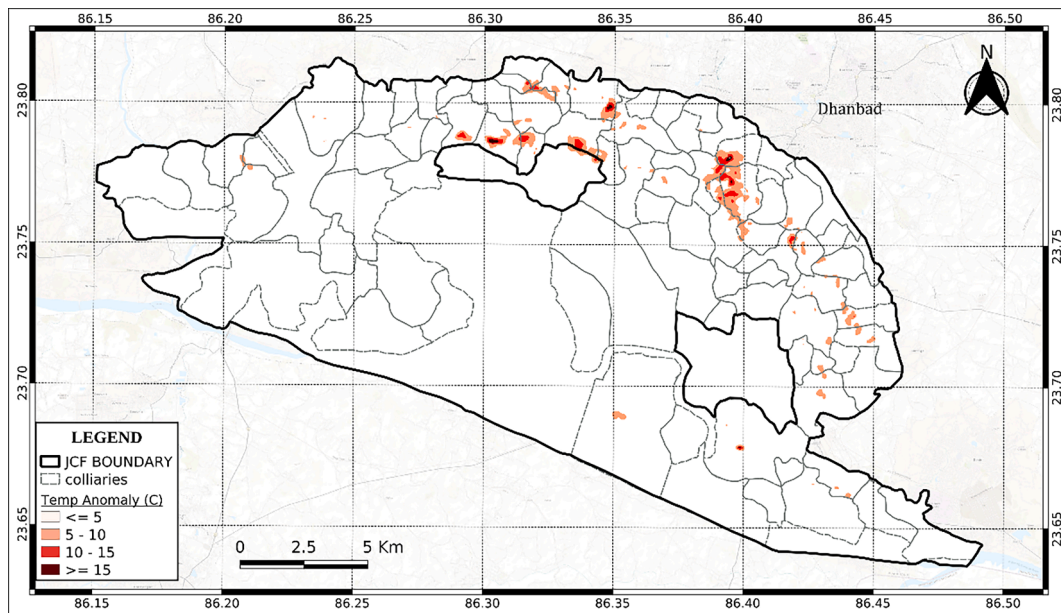 86.15 86.20 86.25 86.30 86.35 86.40 86.45 86.50
N
23.80 23.80
Dhanbad
23.75 23.75
23.70 23.70
23.65 23.65
LEGEND
JCF BOUNDARY
colliaries
Temp Anomaly (C)
<= 5
5 - 10
10 - 15
>= 15
0 2.5 5 Km
86.15 86.20 86.25 86.30 86.35 86.40 86.45 86.50